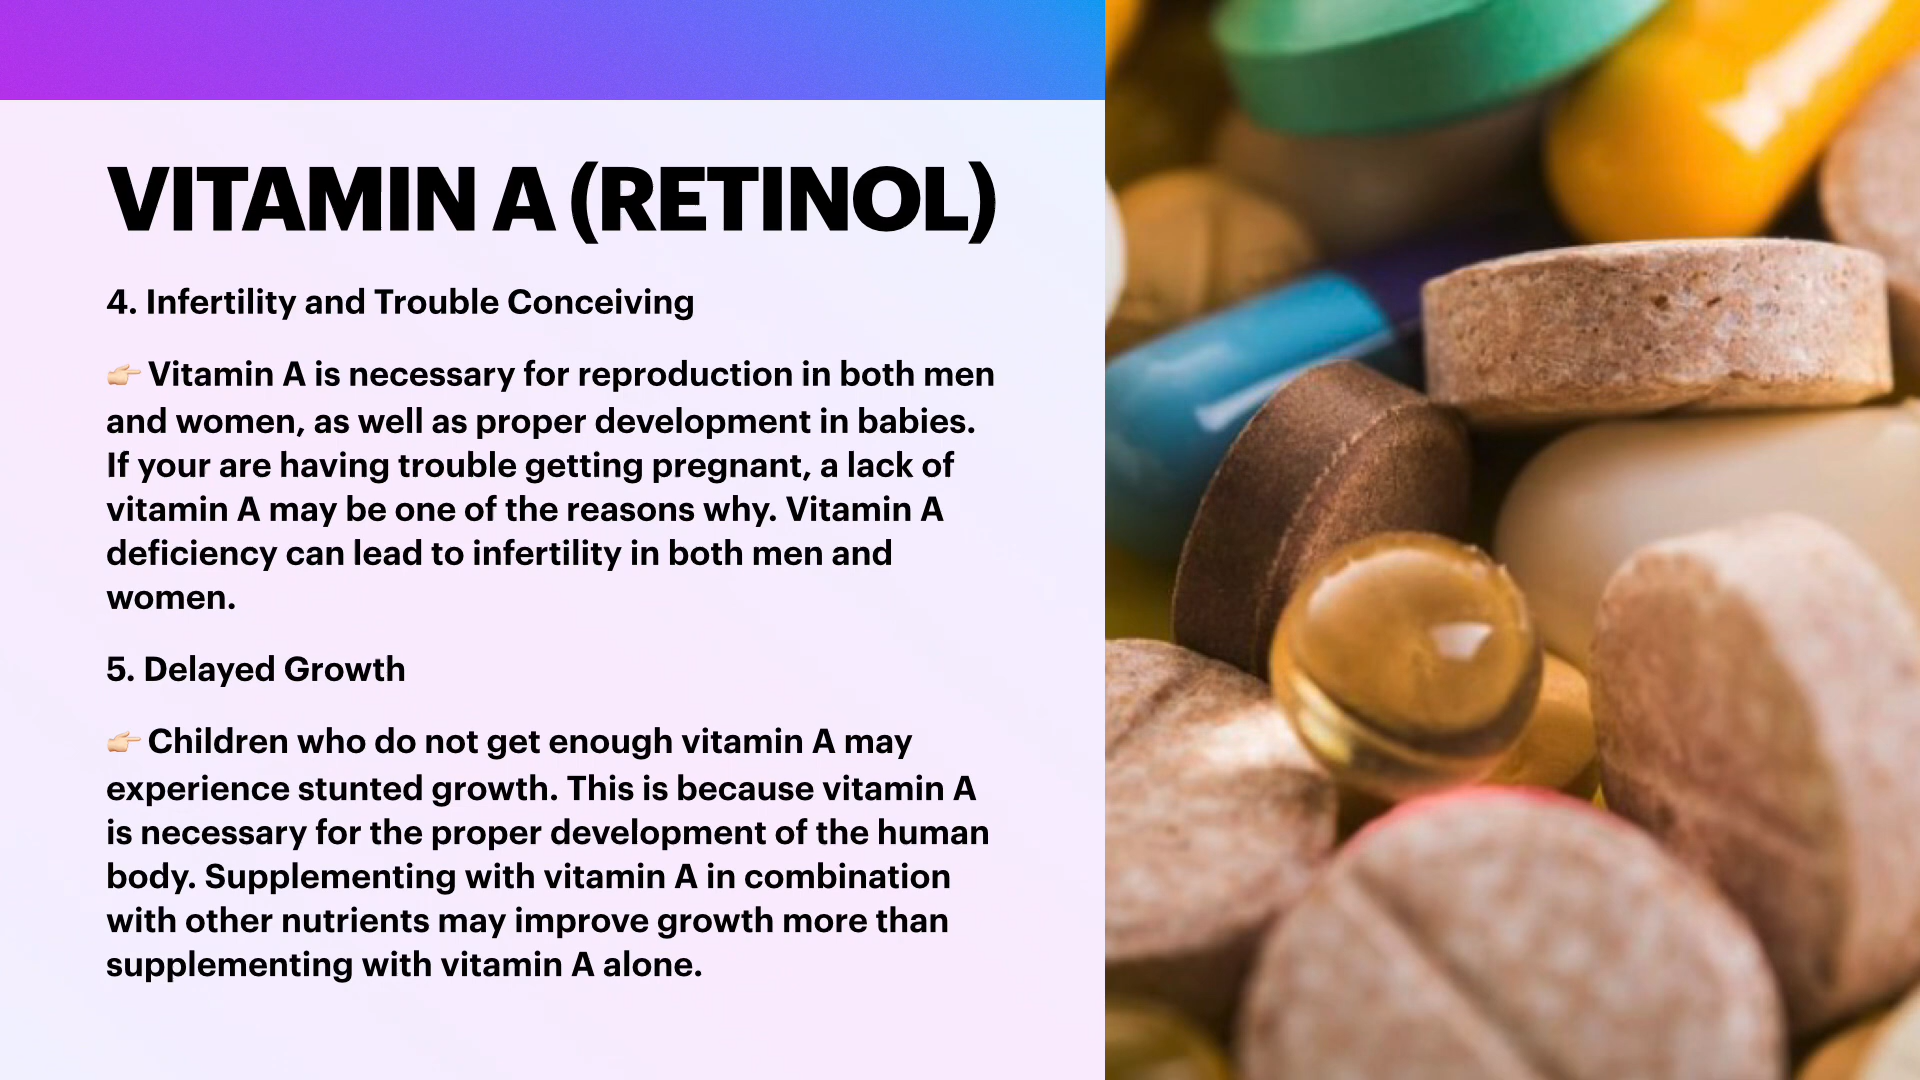 VITAMIN A (RETINOL)
4. Infertility and Trouble Conceiving
👉🏻 Vitamin A is necessary for reproduction in both men
and women, as well as proper development in babies.
If your are having trouble getting pregnant, a lack of
vitamin A may be one of the reasons why. Vitamin A
deficiency can lead to infertility in both men and
women.
5. Delayed Growth
👉🏻 Children who do not get enough vitamin A may
experience stunted growth. This is because vitamin A
is necessary for the proper development of the human
body. Supplementing with vitamin A in combination
with other nutrients may improve growth more than
supplementing with vitamin A alone.